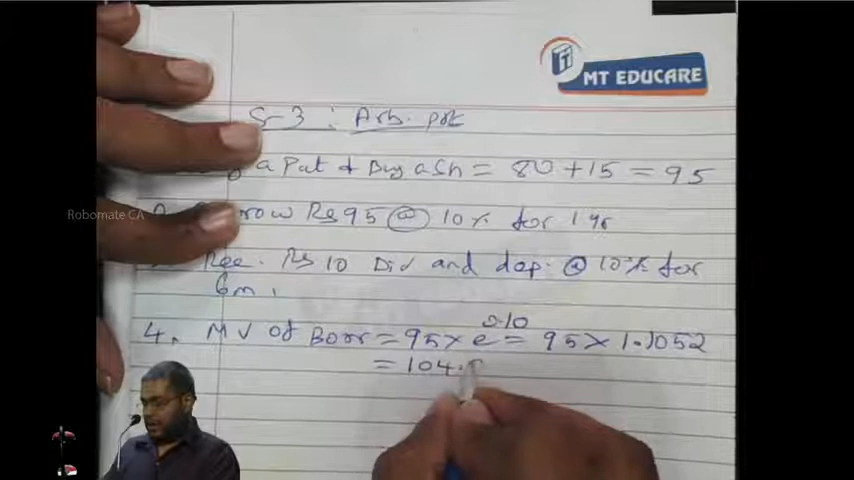 MT EDUCARE
S-3 : Arb. prt
a Put & Buy a Sh = 80 + 15 = 95
Rs 95 @ 10% for 1 yr
Rec. Rs 10 Div and dep. @ 10% for
6m.
4. MV of Borr = 95 × e^0.10 = 95 × 1.1052
= 104.
Robomate CA